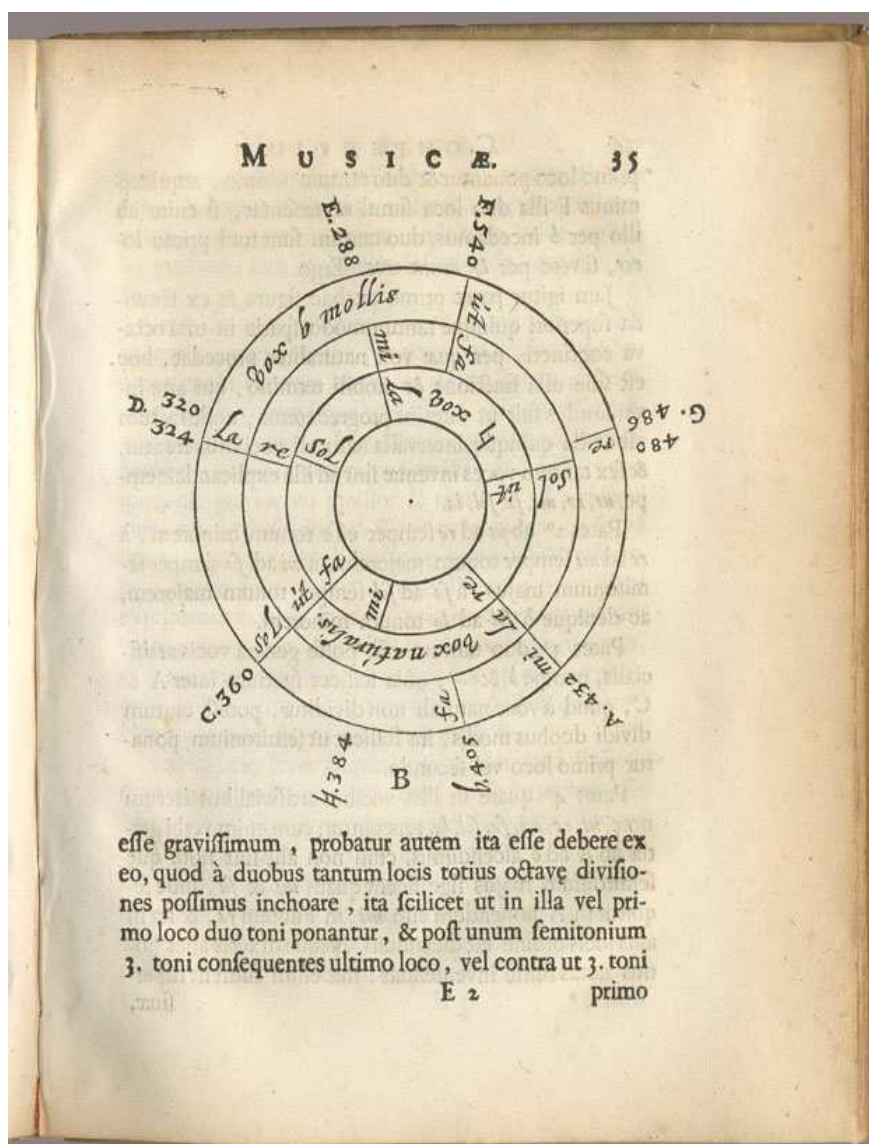 MUSICÆ. 35
E. 288
F. 540
vox b mollis
ut
fa
mi
la
vox ♮
D. 320
324
La
re
Sol
G. 486
480
re
Sol
ut
fa
ut
Sol
mi
re
La
mi
vox naturalis.
C. 360
A. 432
fa
♮. 384
B
♭. 405
eſſe graviſſimum, probatur autem ita eſſe debere ex
eo, quod à duobus tantum locis totius octavę diviſio-
nes poſſimus inchoare, ita ſcilicet ut in illa vel pri-
mo loco duo toni ponantur, & poſt unum ſemitonium
3. toni conſequentes ultimo loco, vel contra ut 3. toni
E 2 primo